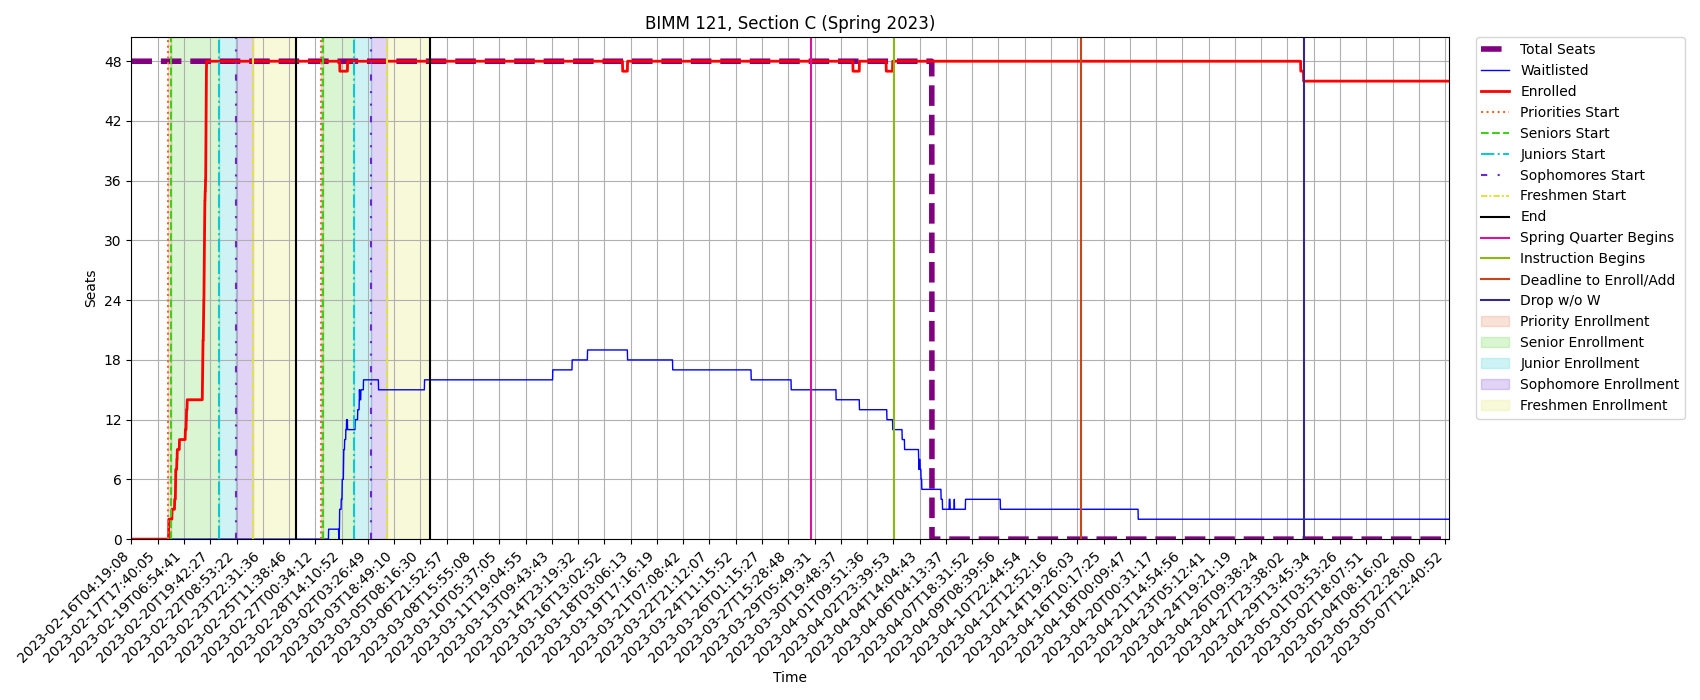 BIMM 121, Section C (Spring 2023)
Seats
48
42
36
30
24
18
12
6
0
2023-02-16T04:19:08
2023-02-17T17:40:05
2023-02-19T06:54:41
2023-02-20T19:42:27
2023-02-22T08:53:22
2023-02-23T22:31:36
2023-02-25T11:38:46
2023-02-27T00:34:12
2023-02-28T14:10:52
2023-03-02T03:26:49
2023-03-03T18:49:10
2023-03-05T08:16:30
2023-03-06T21:52:57
2023-03-08T15:55:08
2023-03-10T05:37:05
2023-03-11T19:04:55
2023-03-13T09:43:43
2023-03-14T23:19:32
2023-03-16T13:02:52
2023-03-18T03:06:13
2023-03-19T17:16:19
2023-03-21T07:08:42
2023-03-22T21:12:07
2023-03-24T11:15:52
2023-03-26T01:15:27
2023-03-27T15:28:48
2023-03-29T05:49:31
2023-03-30T19:48:37
2023-04-01T09:51:36
2023-04-02T23:39:53
2023-04-04T14:04:43
2023-04-06T04:13:37
2023-04-07T18:31:52
2023-04-09T08:39:56
2023-04-10T22:44:54
2023-04-12T12:52:16
2023-04-14T19:26:03
2023-04-16T10:17:25
2023-04-18T00:09:47
2023-04-20T00:31:17
2023-04-21T14:54:56
2023-04-23T05:12:41
2023-04-24T19:21:19
2023-04-26T09:38:24
2023-04-27T23:38:02
2023-04-29T13:45:34
2023-05-01T03:53:26
2023-05-02T18:07:51
2023-05-04T08:16:02
2023-05-05T22:28:00
2023-05-07T12:40:52
Time
Total Seats
Waitlisted
Enrolled
Priorities Start
Seniors Start
Juniors Start
Sophomores Start
Freshmen Start
End
Spring Quarter Begins
Instruction Begins
Deadline to Enroll/Add
Drop w/o W
Priority Enrollment
Senior Enrollment
Junior Enrollment
Sophomore Enrollment
Freshmen Enrollment